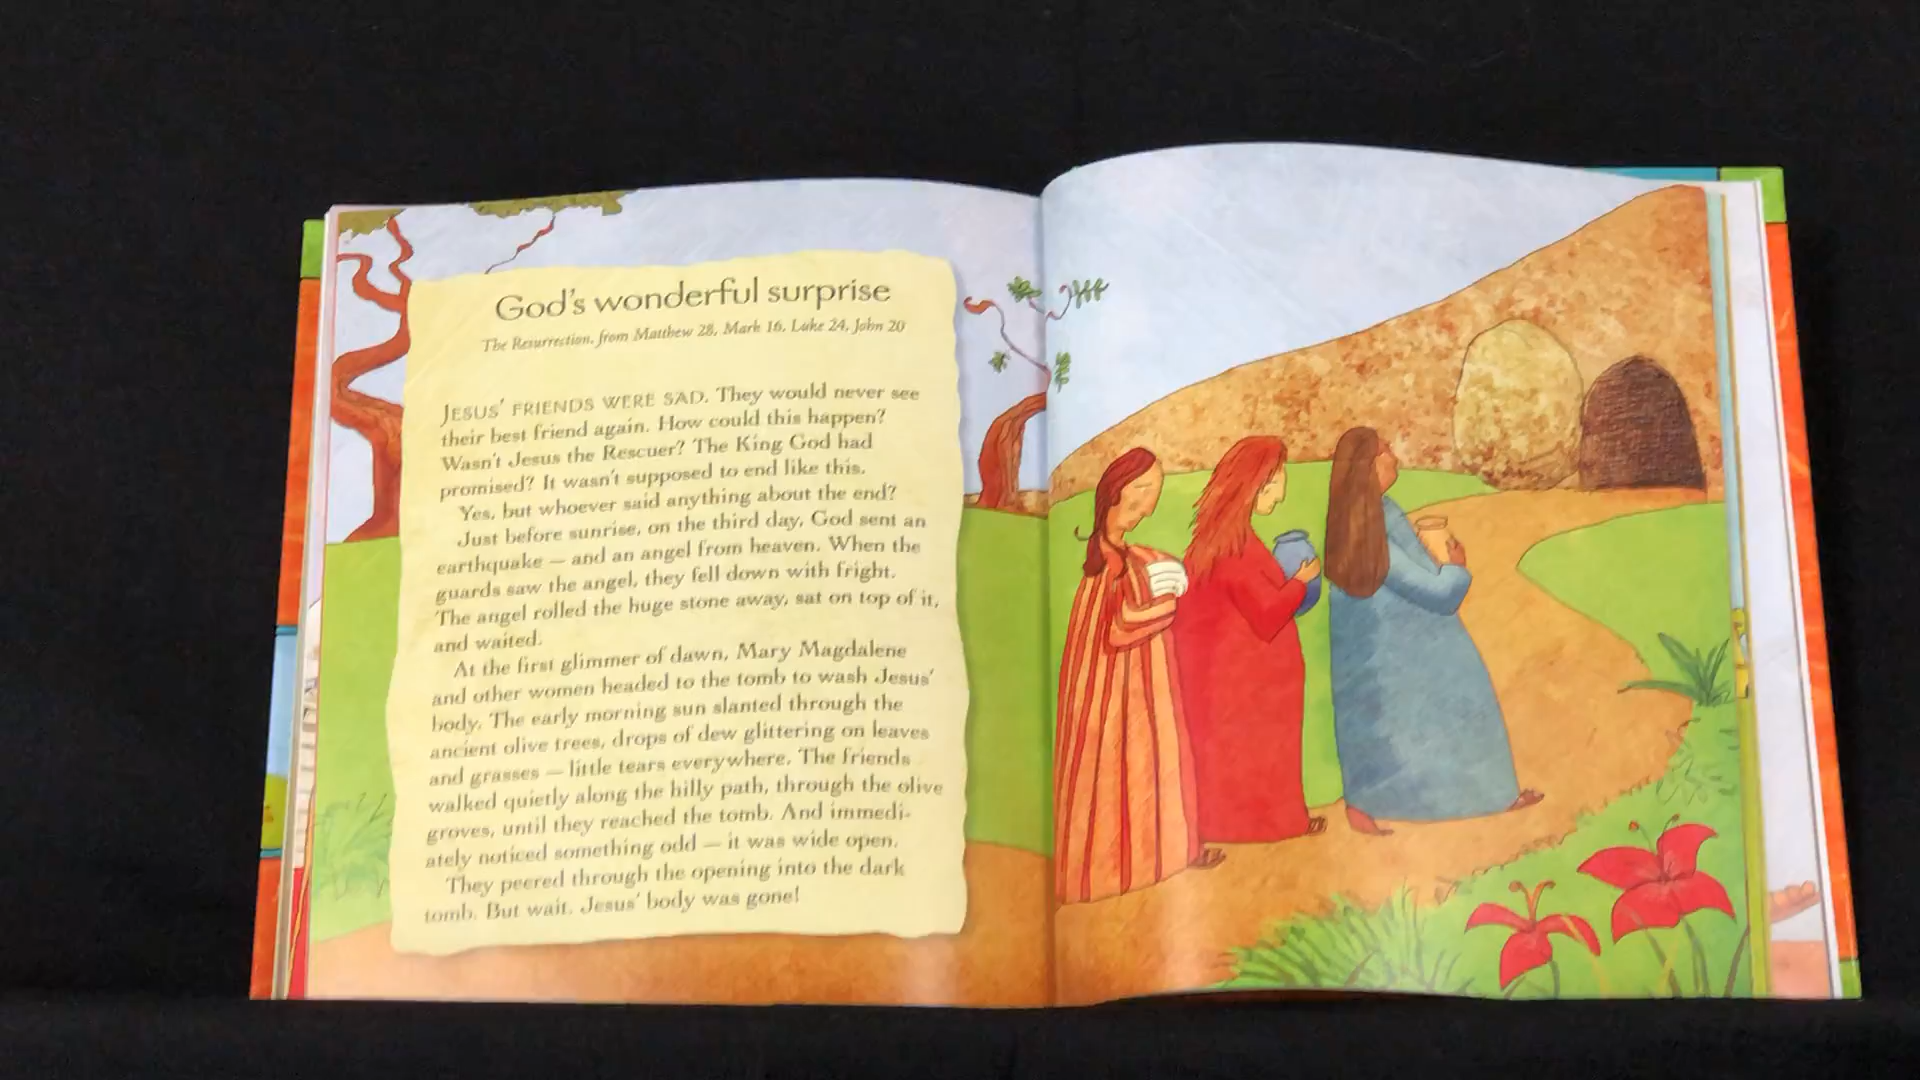 God's wonderful surprise
The Resurrection, from Matthew 28, Mark 16, Luke 24, John 20
JESUS' FRIENDS WERE SAD. They would never see
their best friend again. How could this happen?
Wasn't Jesus the Rescuer? The King God had
promised? It wasn't supposed to end like this.
Yes, but whoever said anything about the end?
Just before sunrise, on the third day, God sent an
earthquake — and an angel from heaven. When the
guards saw the angel, they fell down with fright.
The angel rolled the huge stone away, sat on top of it,
and waited.
At the first glimmer of dawn, Mary Magdalene
and other women headed to the tomb to wash Jesus'
body. The early morning sun slanted through the
ancient olive trees, drops of dew glittering on leaves
and grasses — little tears everywhere. The friends
walked quietly along the hilly path, through the olive
groves, until they reached the tomb. And immedi-
ately noticed something odd — it was wide open.
They peered through the opening into the dark
tomb. But wait. Jesus' body was gone!